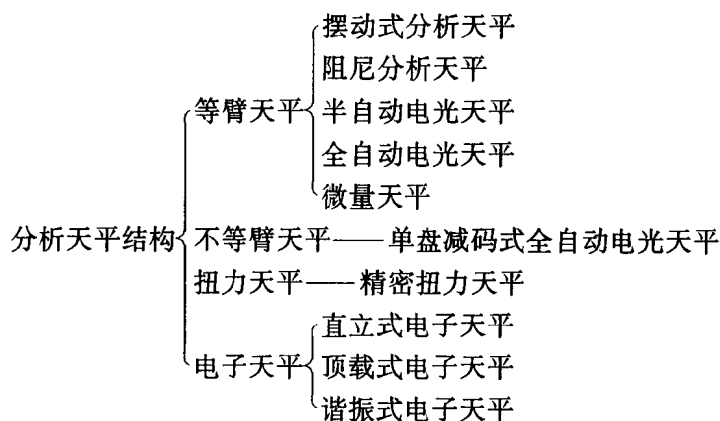 摆动式分析天平
阻尼分析天平
等臂天平 半自动电光天平
全自动电光天平
微量天平
分析天平结构 不等臂天平——单盘减码式全自动电光天平
扭力天平——精密扭力天平
直立式电子天平
电子天平 顶载式电子天平
谐振式电子天平